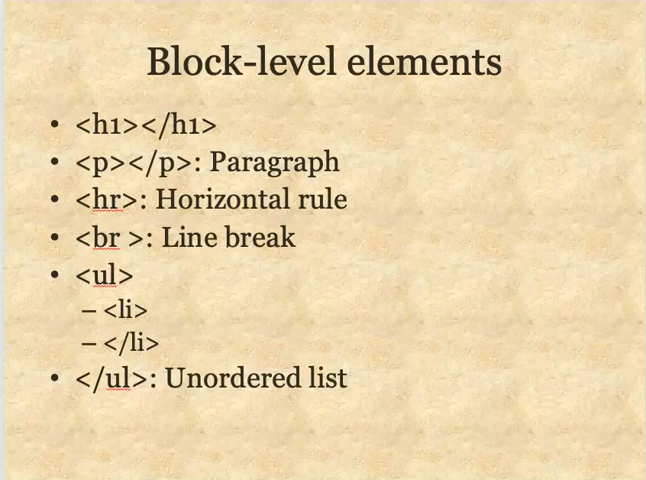 Block-level elements
• <h1></h1>
• <p></p>: Paragraph
• <hr>: Horizontal rule
• <br >: Line break
• <ul>
– <li>
– </li>
• </ul>: Unordered list